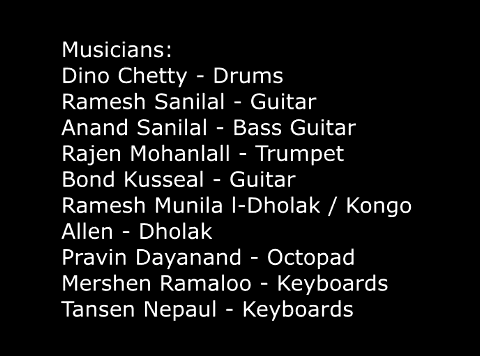 Musicians:
Dino Chetty - Drums
Ramesh Sanilal - Guitar
Anand Sanilal - Bass Guitar
Rajen Mohanlall - Trumpet
Bond Kusseal - Guitar
Ramesh Munila l-Dholak / Kongo
Allen - Dholak
Pravin Dayanand - Octopad
Mershen Ramaloo - Keyboards
Tansen Nepaul - Keyboards